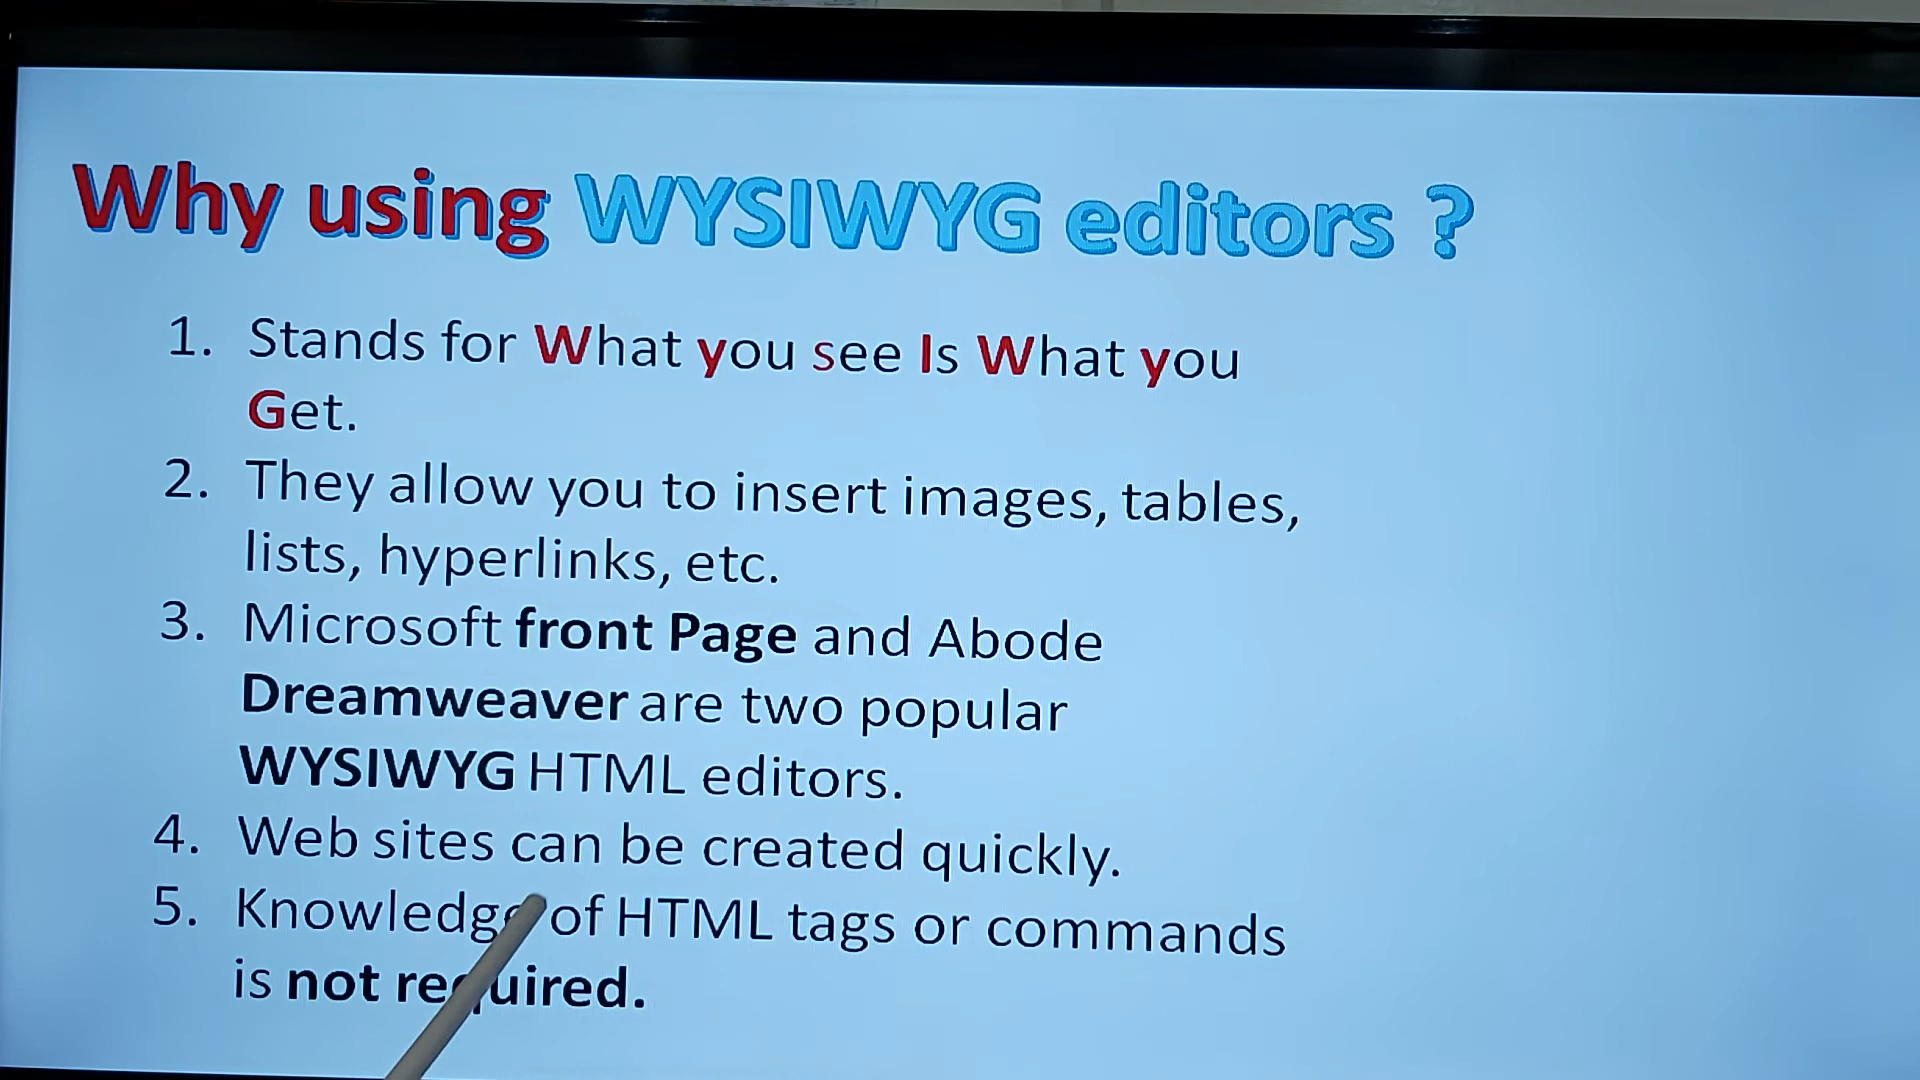 Why using WYSIWYG editors ?
1. Stands for What you see Is What you
Get.
2. They allow you to insert images, tables,
lists, hyperlinks, etc.
3. Microsoft front Page and Abode
Dreamweaver are two popular
WYSIWYG HTML editors.
4. Web sites can be created quickly.
5. Knowledge of HTML tags or commands
is not required.